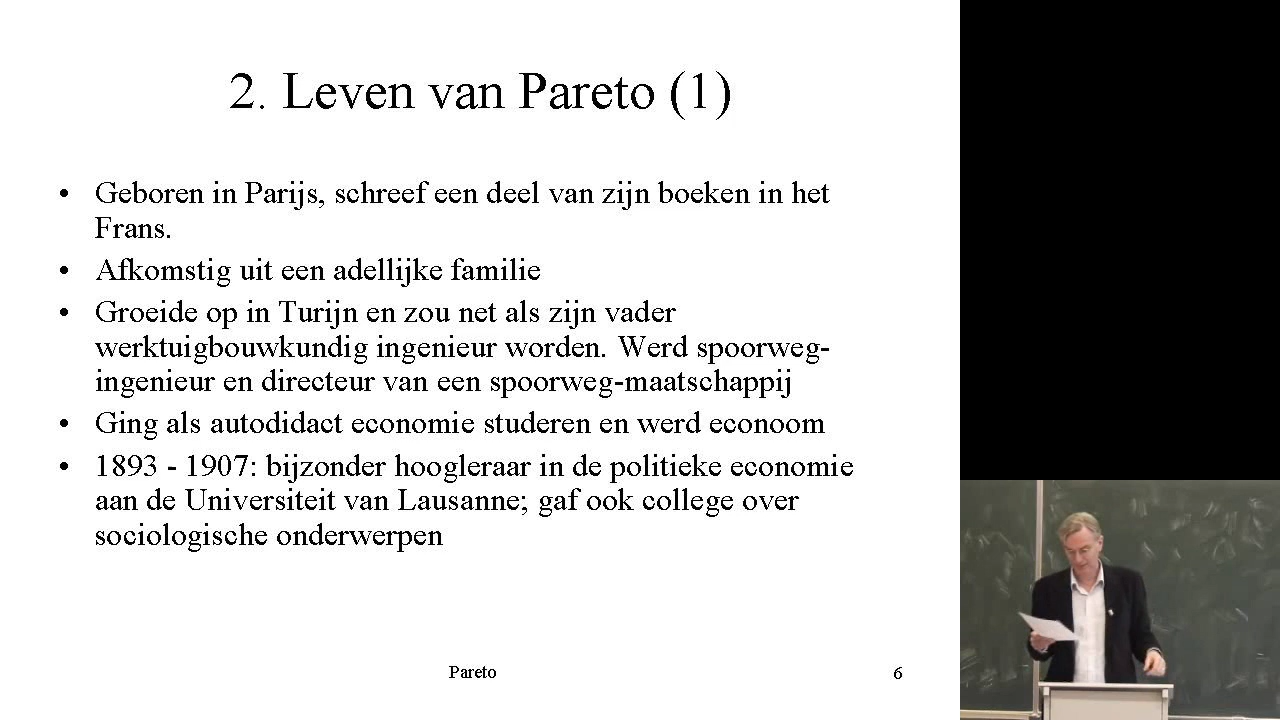 2. Leven van Pareto (1)
• Geboren in Parijs, schreef een deel van zijn boeken in het
Frans.
• Afkomstig uit een adellijke familie
• Groeide op in Turijn en zou net als zijn vader
werktuigbouwkundig ingenieur worden. Werd spoorweg-
ingenieur en directeur van een spoorweg-maatschappij
• Ging als autodidact economie studeren en werd econoom
• 1893 - 1907: bijzonder hoogleraar in de politieke economie
aan de Universiteit van Lausanne; gaf ook college over
sociologische onderwerpen
Pareto
6